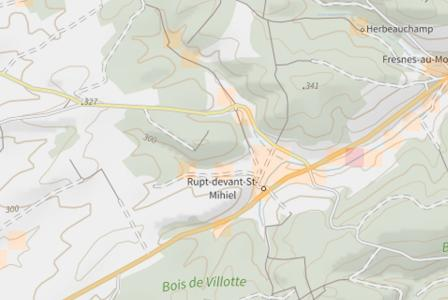 Herbeauchamp
Fresnes-au-Mo
341
327
300
Rupt-devant-St-
Mihiel
300
Bois de Villotte
B